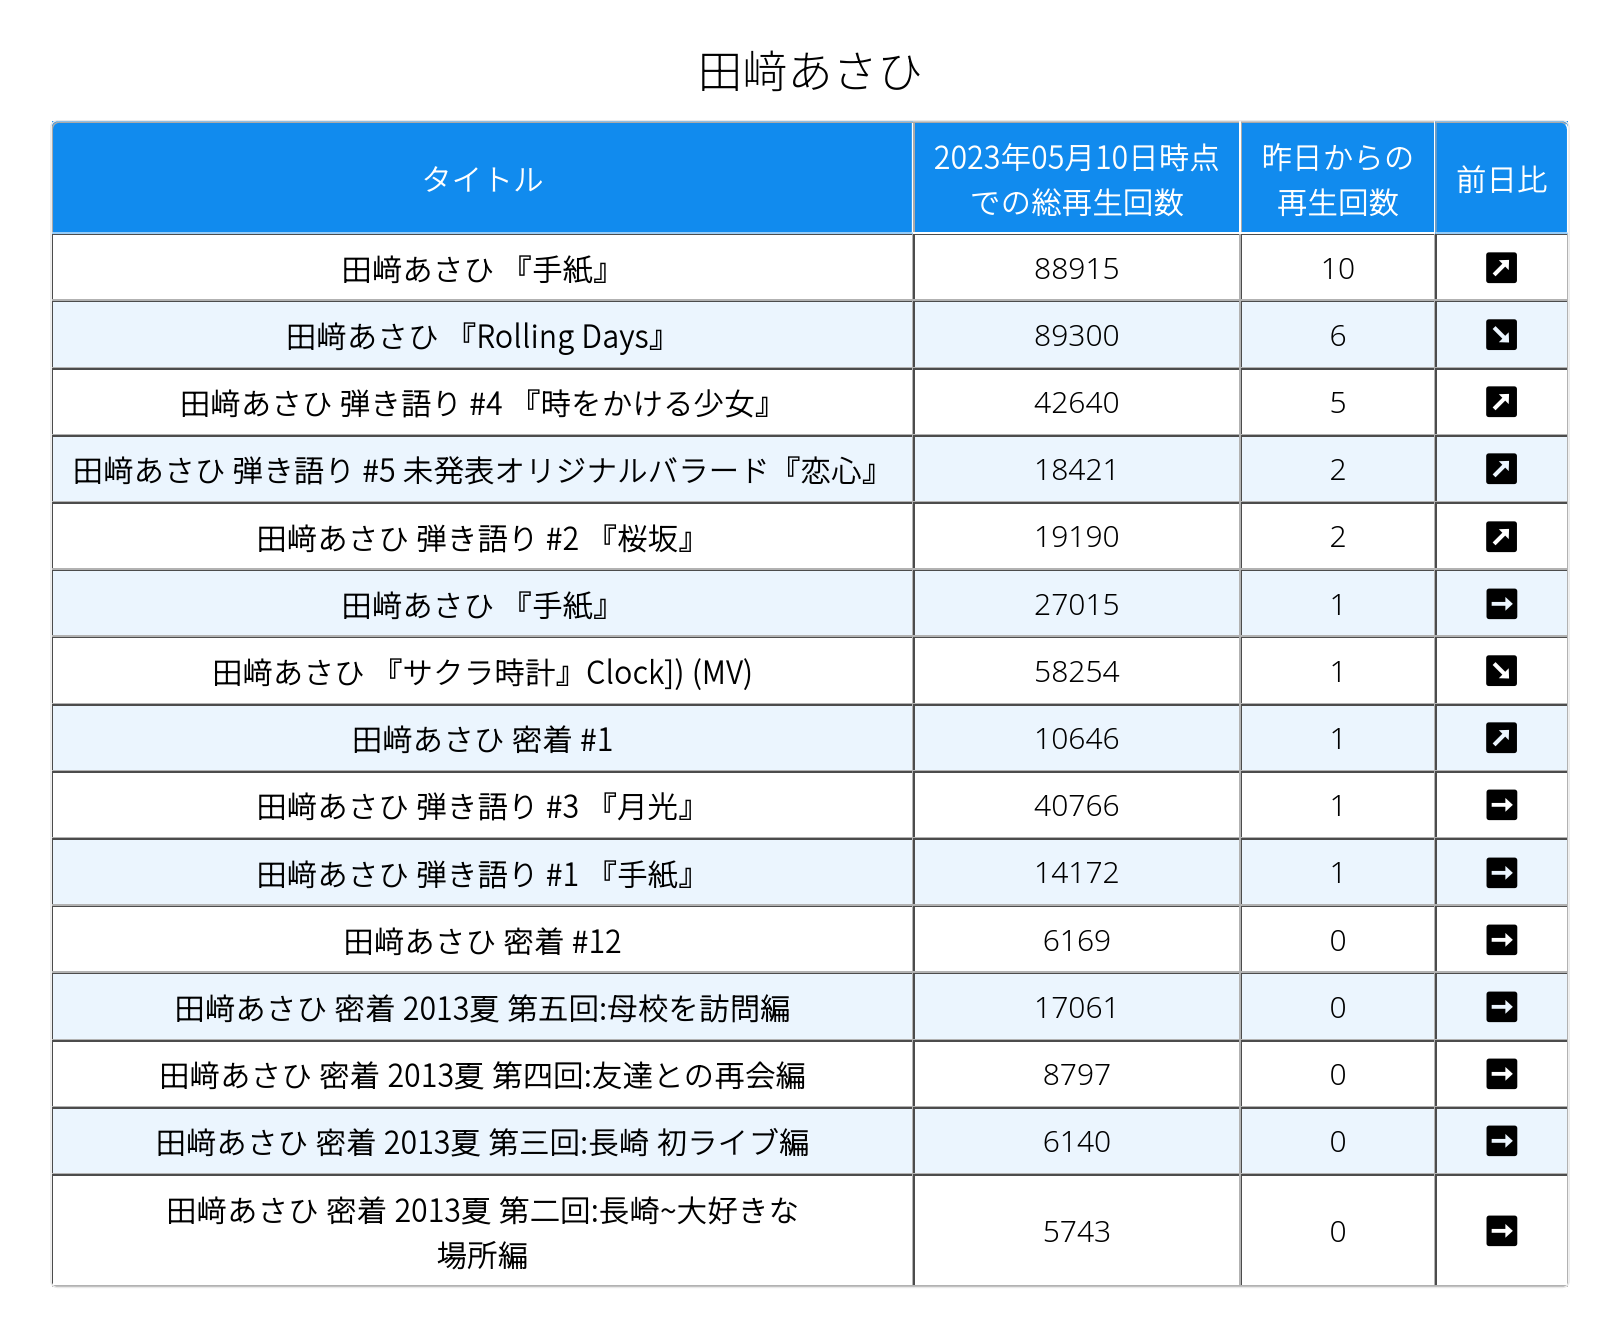 田﨑あさひ
タイトル
2023年05月10日時点
での総再生回数
昨日からの
再生回数
前日比
田﨑あさひ 『手紙』 88915 10 ↗
田﨑あさひ 『Rolling Days』 89300 6 ↘
田﨑あさひ 弾き語り #4 『時をかける少女』 42640 5 ↗
田﨑あさひ 弾き語り #5 未発表オリジナルバラード『恋心』 18421 2 ↗
田﨑あさひ 弾き語り #2 『桜坂』 19190 2 ↗
田﨑あさひ 『手紙』 27015 1 →
田﨑あさひ 『サクラ時計』Clock]) (MV) 58254 1 ↘
田﨑あさひ 密着 #1 10646 1 ↗
田﨑あさひ 弾き語り #3 『月光』 40766 1 →
田﨑あさひ 弾き語り #1 『手紙』 14172 1 →
田﨑あさひ 密着 #12 6169 0 →
田﨑あさひ 密着 2013夏 第五回:母校を訪問編 17061 0 →
田﨑あさひ 密着 2013夏 第四回:友達との再会編 8797 0 →
田﨑あさひ 密着 2013夏 第三回:長崎 初ライブ編 6140 0 →
田﨑あさひ 密着 2013夏 第二回:長崎~大好きな
場所編 5743 0 →